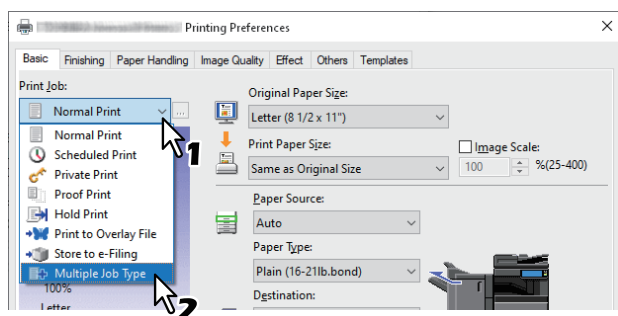 Printing Preferences
Basic Finishing Paper Handling Image Quality Effect Others Templates
Print Job:
Normal Print
...
1
Normal Print
Scheduled Print
Private Print
Proof Print
Hold Print
Print to Overlay File
Store to e-Filing
Multiple Job Type
2
100%
Letter
Original Paper Size:
Letter (8 1/2 x 11")
Print Paper Size:
Same as Original Size
Image Scale:
100 %(25-400)
Paper Source:
Auto
Paper Type:
Plain (16-21lb.bond)
Destination: